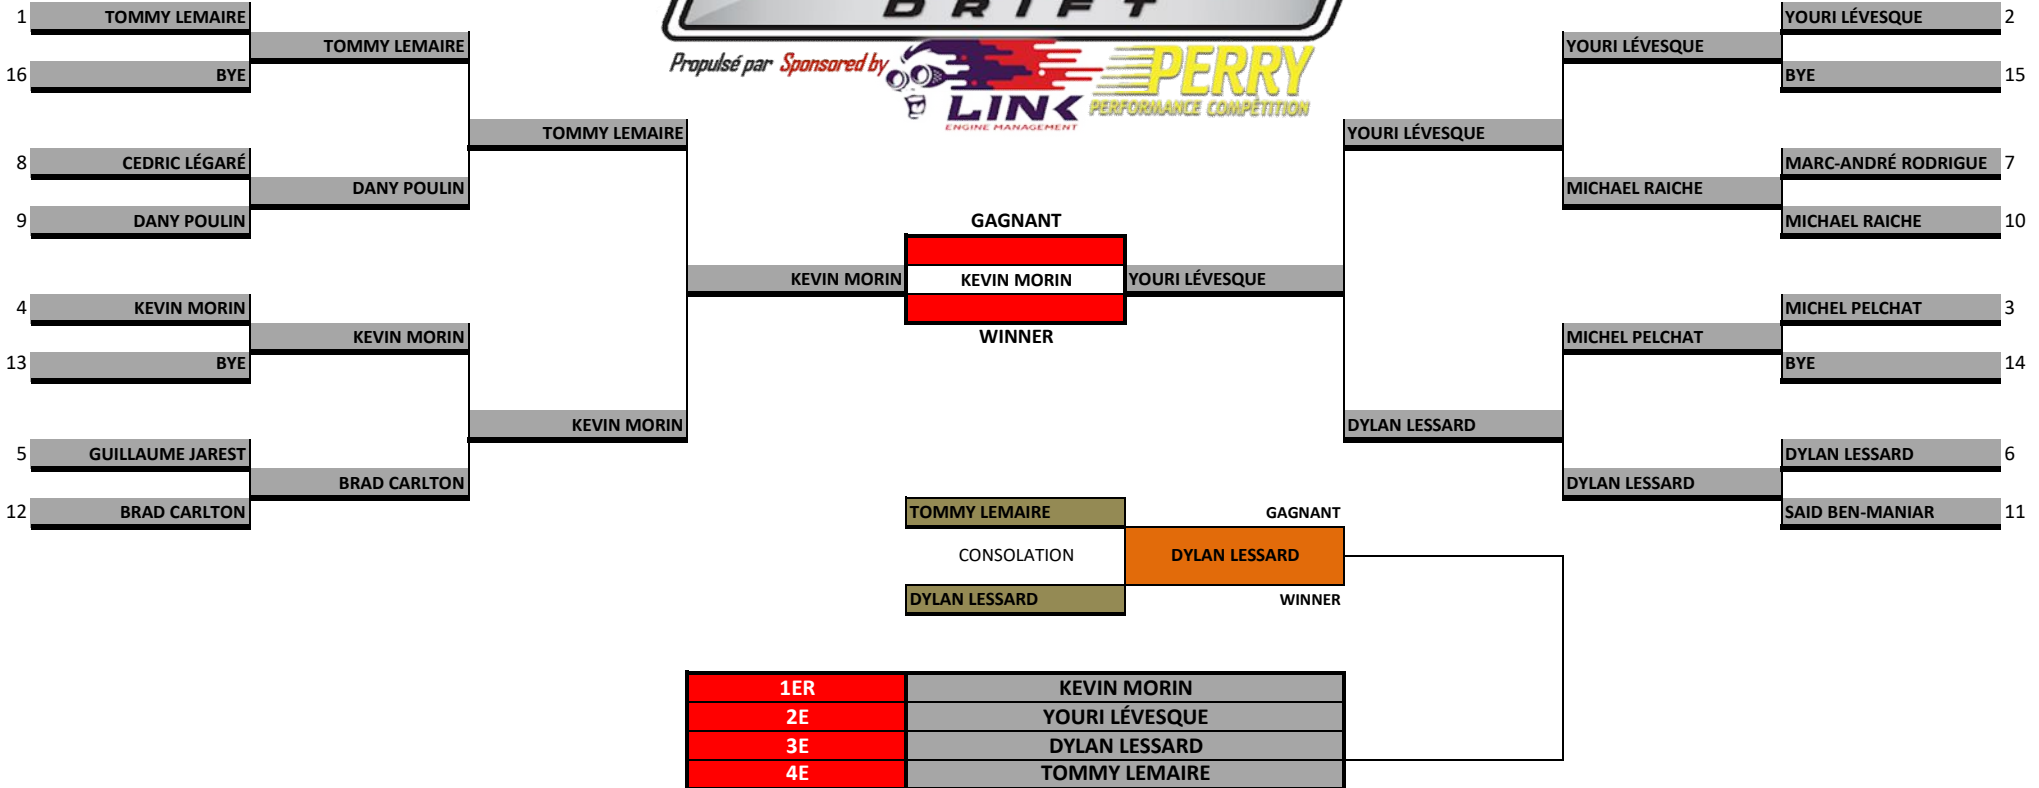 DRIFT
Propulsé par Sponsored by
LINK
ENGINE MANAGEMENT
PERRY
PERFORMANCE COMPÉTITION
1 TOMMY LEMAIRE
TOMMY LEMAIRE
16 BYE
TOMMY LEMAIRE
8 CEDRIC LÉGARÉ
DANY POULIN
9 DANY POULIN
KEVIN MORIN
4 KEVIN MORIN
KEVIN MORIN
13 BYE
KEVIN MORIN
5 GUILLAUME JAREST
BRAD CARLTON
12 BRAD CARLTON
GAGNANT
KEVIN MORIN
WINNER
YOURI LÉVESQUE 2
YOURI LÉVESQUE
BYE 15
YOURI LÉVESQUE
MARC-ANDRÉ RODRIGUE 7
MICHAEL RAICHE
MICHAEL RAICHE 10
YOURI LÉVESQUE
MICHEL PELCHAT 3
MICHEL PELCHAT
BYE 14
DYLAN LESSARD
DYLAN LESSARD 6
DYLAN LESSARD
SAID BEN-MANIAR 11
TOMMY LEMAIRE
GAGNANT
CONSOLATION
DYLAN LESSARD
DYLAN LESSARD
WINNER
1ER KEVIN MORIN
2E YOURI LÉVESQUE
3E DYLAN LESSARD
4E TOMMY LEMAIRE